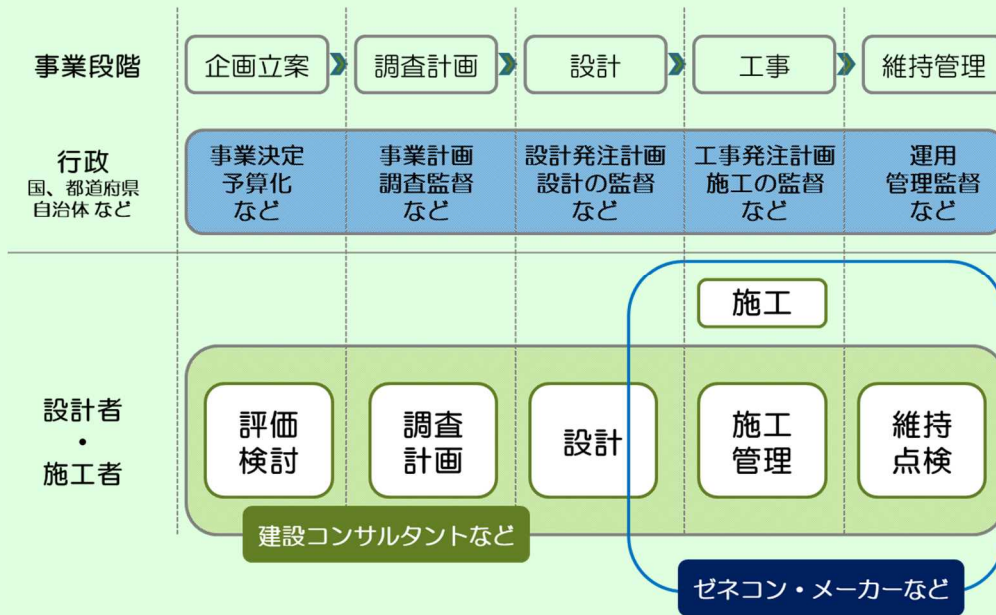 事業段階
企画立案
調査計画
設計
工事
維持管理
行政
国、都道府県
自治体 など
事業決定
予算化
など
事業計画
調査監督
など
設計発注計画
設計の監督
など
工事発注計画
施工の監督
など
運用
管理監督
など
設計者
・
施工者
施工
評価
検討
調査
計画
設計
施工
管理
維持
点検
建設コンサルタントなど
ゼネコン・メーカーなど